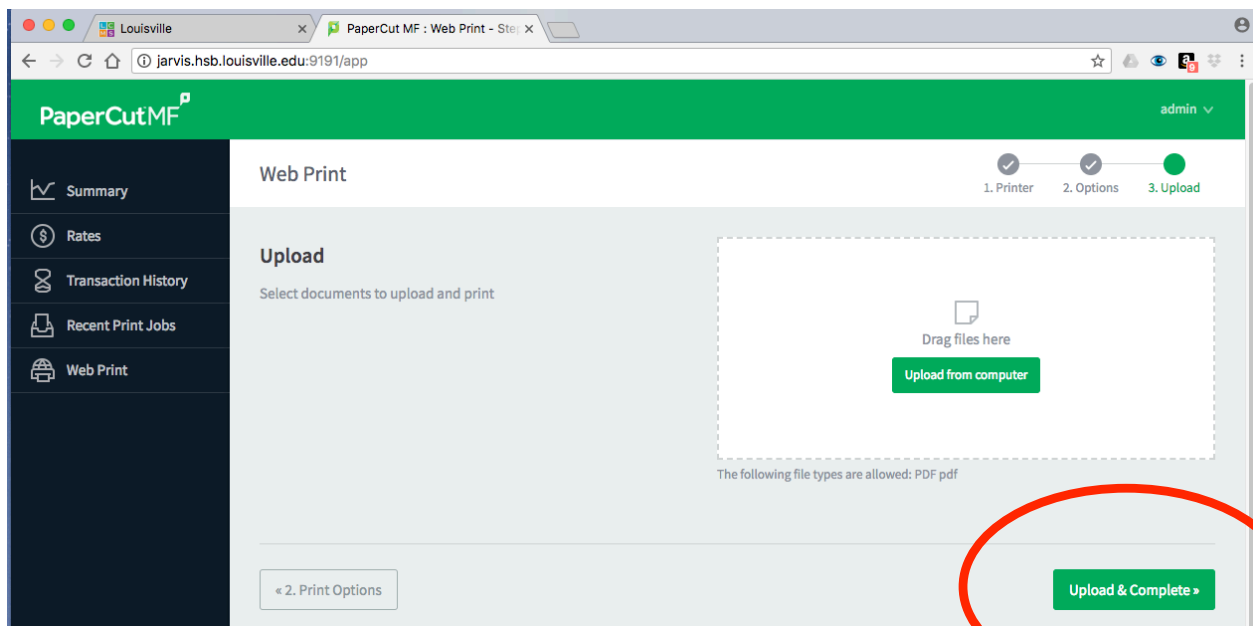 Louisville
PaperCut MF : Web Print - Ste
jarvis.hsb.louisville.edu:9191/app
9
PaperCutMF
admin
Summary
Rates
Transaction History
Recent Print Jobs
Web Print
Web Print
1. Printer 2. Options 3. Upload
Upload
Select documents to upload and print
Drag files here
Upload from computer
The following file types are allowed: PDF pdf
« 2. Print Options
Upload & Complete »